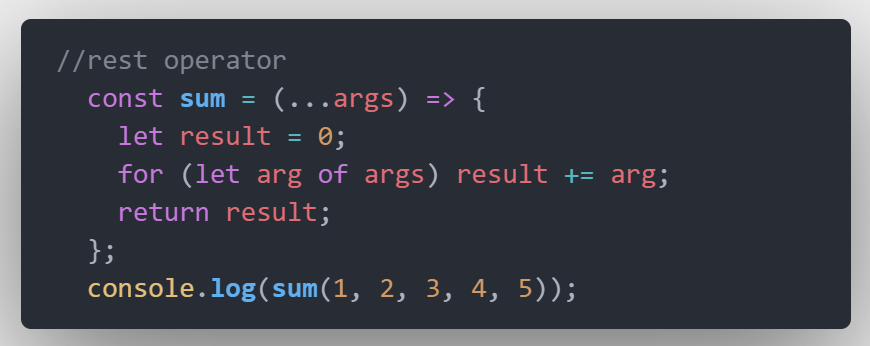 //rest operator
const sum = (...args) => {
let result = 0;
for (let arg of args) result += arg;
return result;
};
console.log(sum(1, 2, 3, 4, 5));